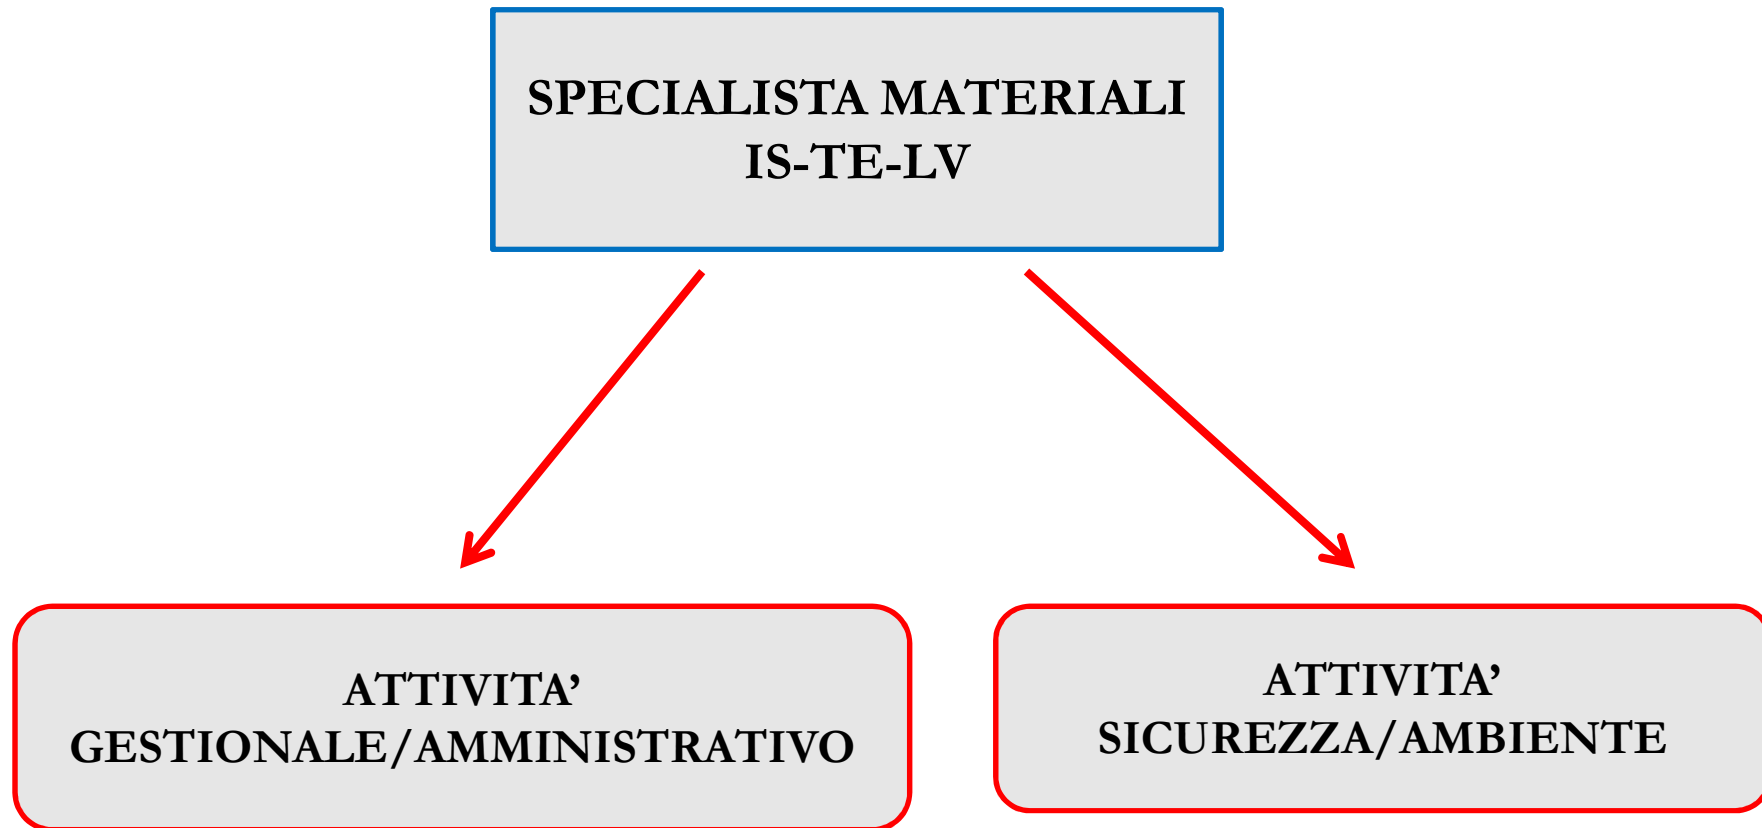 SPECIALISTA MATERIALI
IS-TE-LV
ATTIVITA’
GESTIONALE/AMMINISTRATIVO
ATTIVITA’
SICUREZZA/AMBIENTE